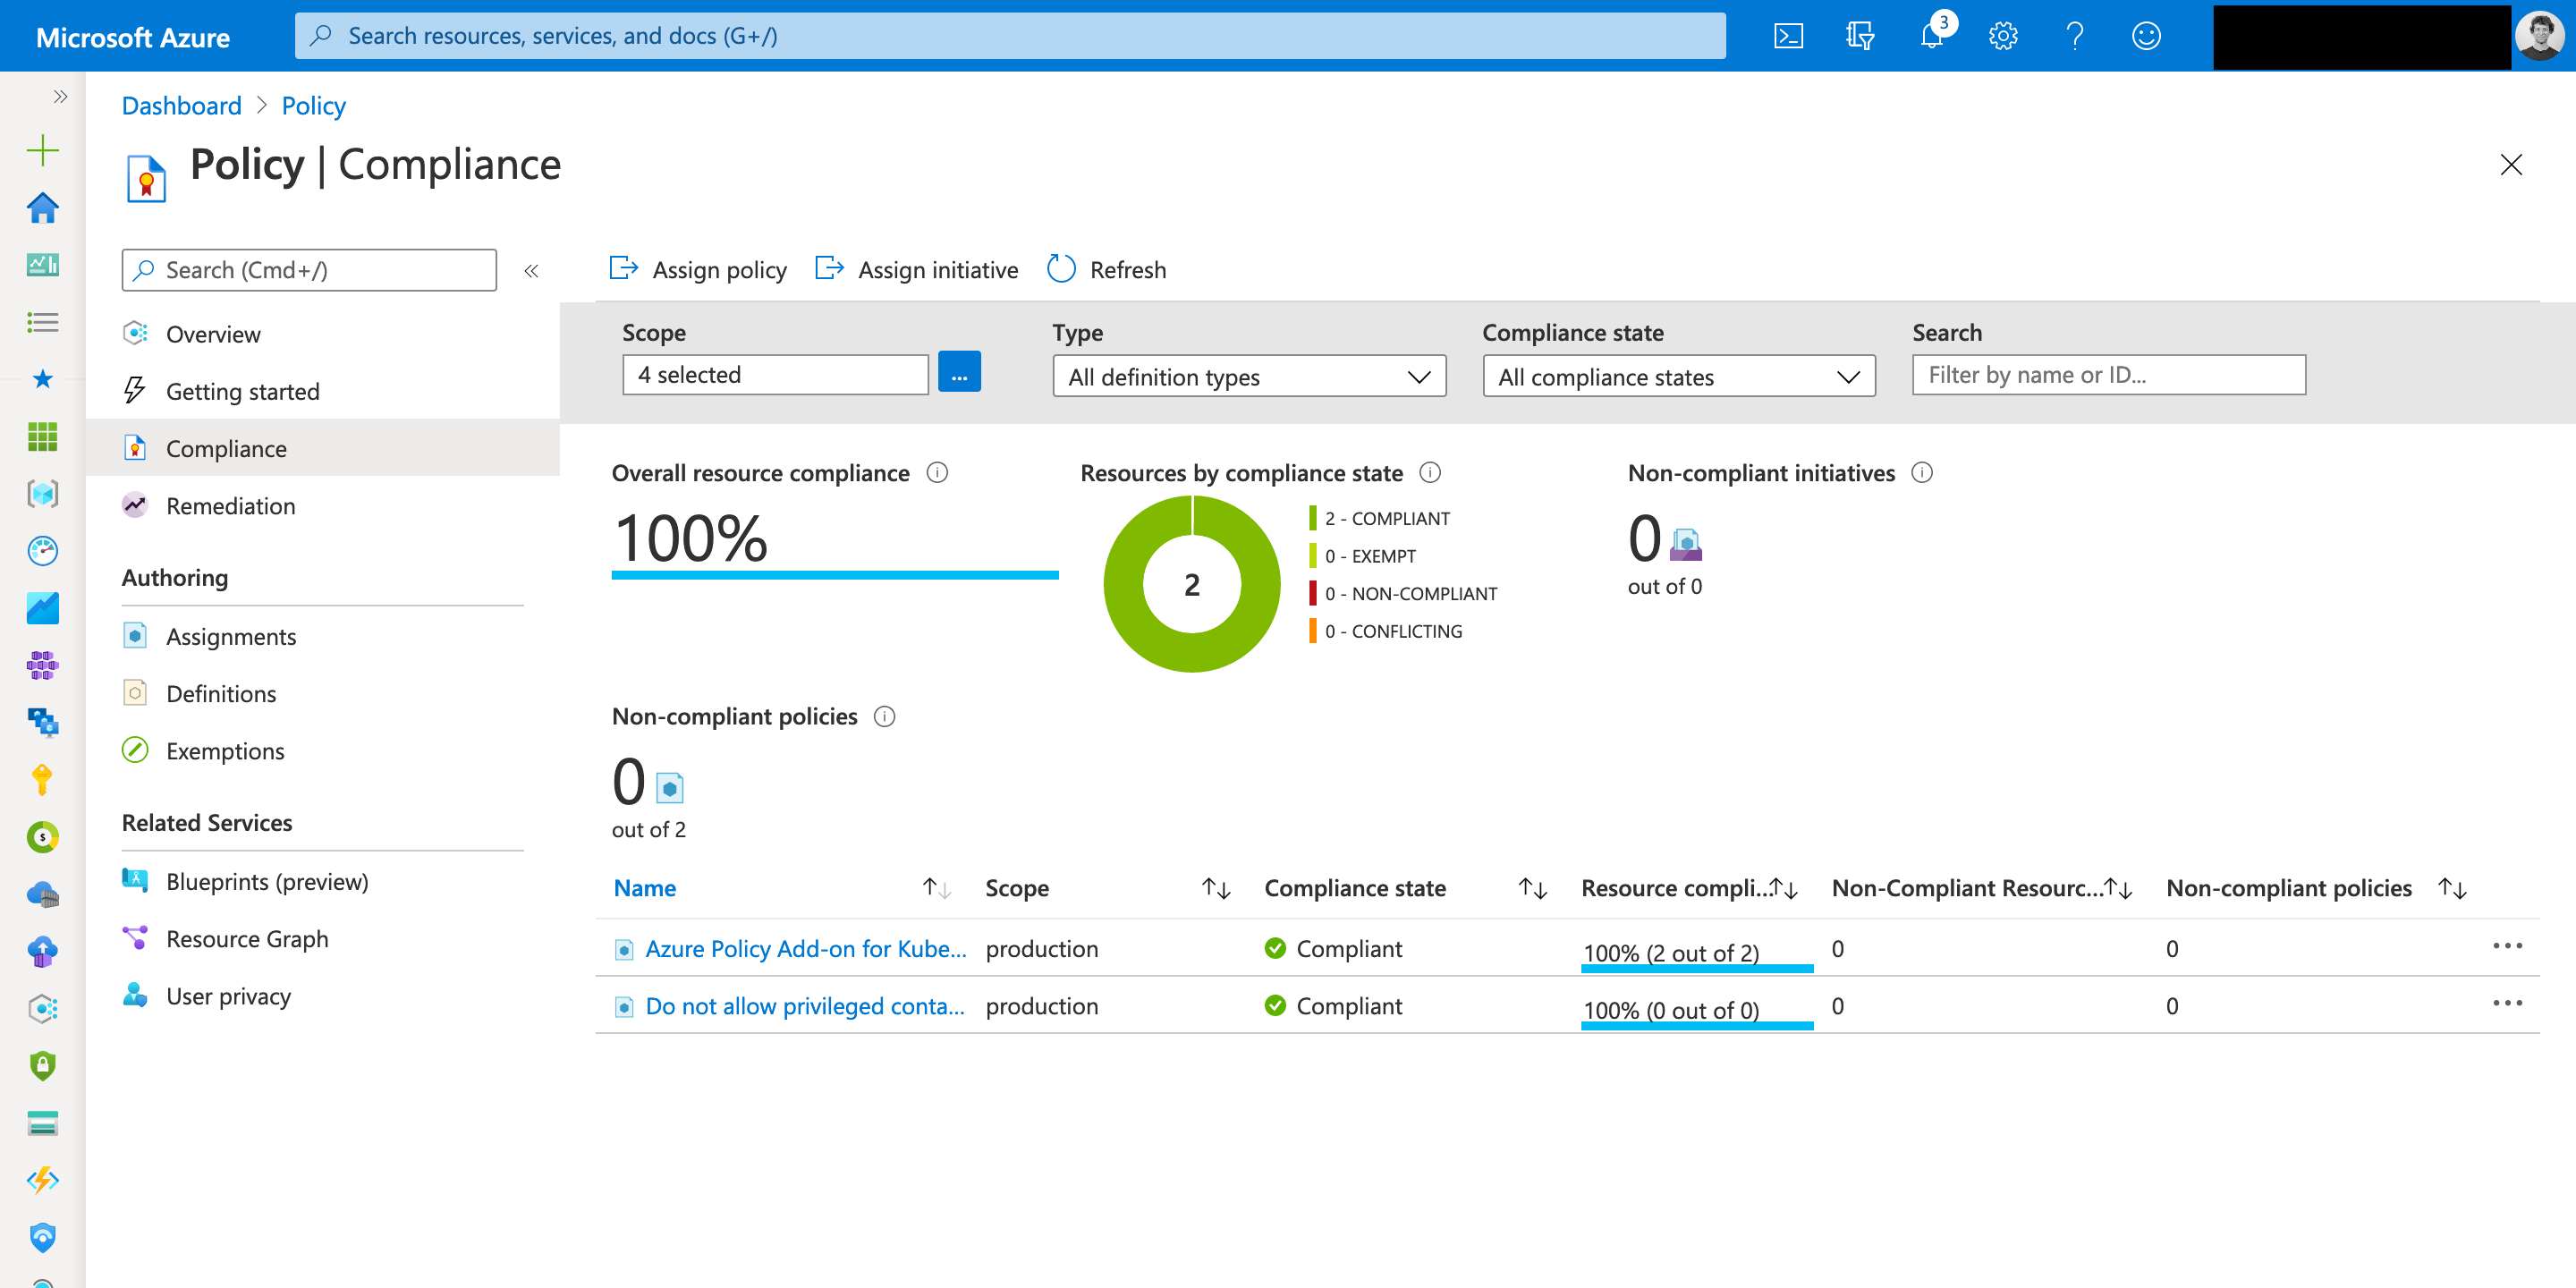 Microsoft Azure
Search resources, services, and docs (G+/)
3
Dashboard > Policy
Policy | Compliance
Search (Cmd+/)
Overview
Getting started
Compliance
Remediation
Authoring
Assignments
Definitions
Exemptions
Related Services
Blueprints (preview)
Resource Graph
User privacy
Assign policy
Assign initiative
Refresh
Scope
4 selected
...
Type
All definition types
Compliance state
All compliance states
Search
Filter by name or ID...
Overall resource compliance
100%
Resources by compliance state
2
2 - COMPLIANT
0 - EXEMPT
0 - NON-COMPLIANT
0 - CONFLICTING
Non-compliant initiatives
0
out of 0
Non-compliant policies
0
out of 2
Name Scope Compliance state Resource compli... Non-Compliant Resourc... Non-compliant policies
Azure Policy Add-on for Kube... production Compliant 100% (2 out of 2) 0 0
Do not allow privileged conta... production Compliant 100% (0 out of 0) 0 0